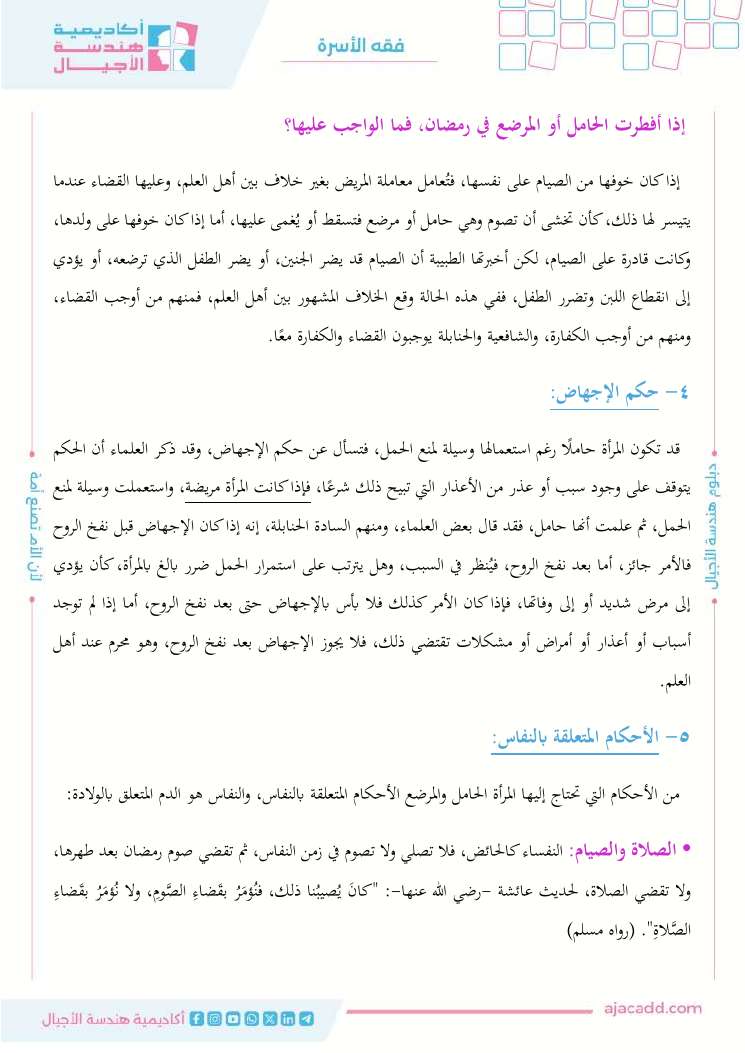 أكاديمية
هندسة
الأجيال
فقه الأسرة
إذا أفطرت الحامل أو المرضع في رمضان، فما الواجب عليها؟
إذا كان خوفها من الصيام على نفسها، فتُعامل معاملة المريض بغير خلاف بين أهل العلم، وعليها القضاء عندما
يتيسر لها ذلك، كأن تخشى أن تصوم وهي حامل أو مرضع فتسقط أو يُغمى عليها، أما إذا كان خوفها على ولدها،
وكانت قادرة على الصيام، لكن أخبرتها الطبيبة أن الصيام قد يضر الجنين، أو يضر الطفل الذي ترضعه، أو يؤدي
إلى انقطاع اللبن وتضرر الطفل، ففي هذه الحالة وقع الخلاف المشهور بين أهل العلم، فمنهم من أوجب القضاء،
ومنهم من أوجب الكفارة، والشافعية والحنابلة يوجبون القضاء والكفارة معًا.
٤- حكم الإجهاض:
قد تكون المرأة حاملًا رغم استعمالها وسيلة لمنع الحمل، فتسأل عن حكم الإجهاض، وقد ذكر العلماء أن الحكم
يتوقف على وجود سبب أو عذر من الأعذار التي تبيح ذلك شرعًا، فإذا كانت المرأة مريضة، واستعملت وسيلة لمنع
الحمل، ثم علمت أنها حامل، فقد قال بعض العلماء، ومنهم السادة الحنابلة، إنه إذا كان الإجهاض قبل نفخ الروح
فالأمر جائز، أما بعد نفخ الروح، فيُنظر في السبب، وهل يترتب على استمرار الحمل ضرر بالغ بالمرأة، كأن يؤدي
إلى مرض شديد أو إلى وفاتها، فإذا كان الأمر كذلك فلا بأس بالإجهاض حتى بعد نفخ الروح، أما إذا لم توجد
أسباب أو أعذار أو أمراض أو مشكلات تقتضي ذلك، فلا يجوز الإجهاض بعد نفخ الروح، وهو محرم عند أهل
العلم.
٥- الأحكام المتعلقة بالنفاس:
من الأحكام التي تحتاج إليها المرأة الحامل والمرضع الأحكام المتعلقة بالنفاس، والنفاس هو الدم المتعلق بالولادة:
• الصلاة والصيام: النفساء كالحائض، فلا تصلي ولا تصوم في زمن النفاس، ثم تقضي صوم رمضان بعد طهرها،
ولا تقضي الصلاة، لحديث عائشة -رضي الله عنها-: "كانَ يُصيبُنا ذلك، فنُؤمَرُ بقَضاءِ الصَّومِ، ولا نُؤمَرُ بقَضاءِ
الصَّلاةِ". (رواه مسلم)
دبلوم هندسة الأجيال
لأن الأم تصنع أمة
ajacadd.com
أكاديمية هندسة الأجيال